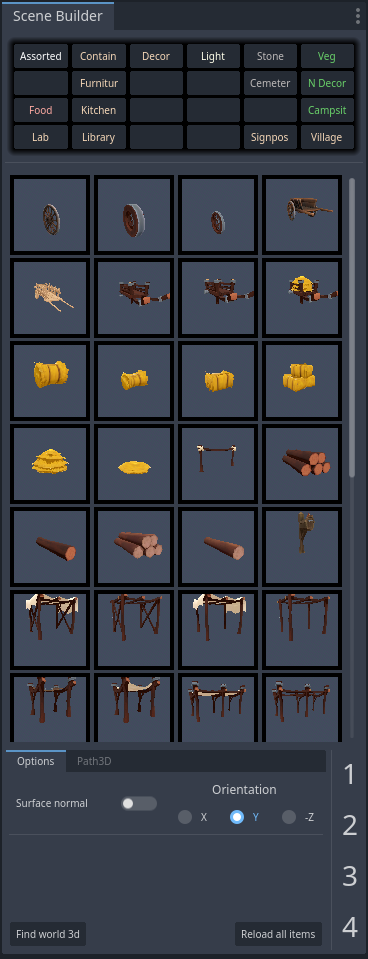 Scene Builder
Assorted Contain Decor Light Stone Veg
Furnitur Cemeter N Decor
Food Kitchen Campsit
Lab Library Signpos Village
Options Path3D
Surface normal
Orientation
X Y -Z
Find world 3d
Reload all items
1
2
3
4